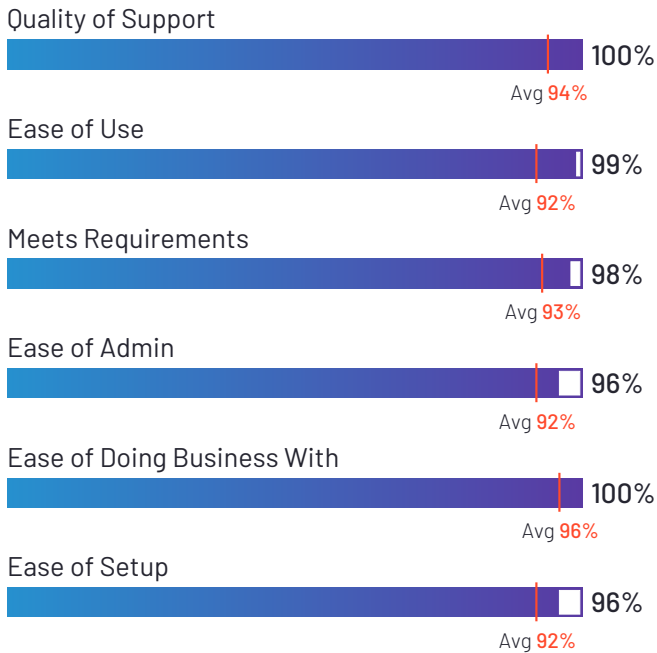 Quality of Support
100%
Avg 94%
Ease of Use
99%
Avg 92%
Meets Requirements
98%
Avg 93%
Ease of Admin
96%
Avg 92%
Ease of Doing Business With
100%
Avg 96%
Ease of Setup
96%
Avg 92%